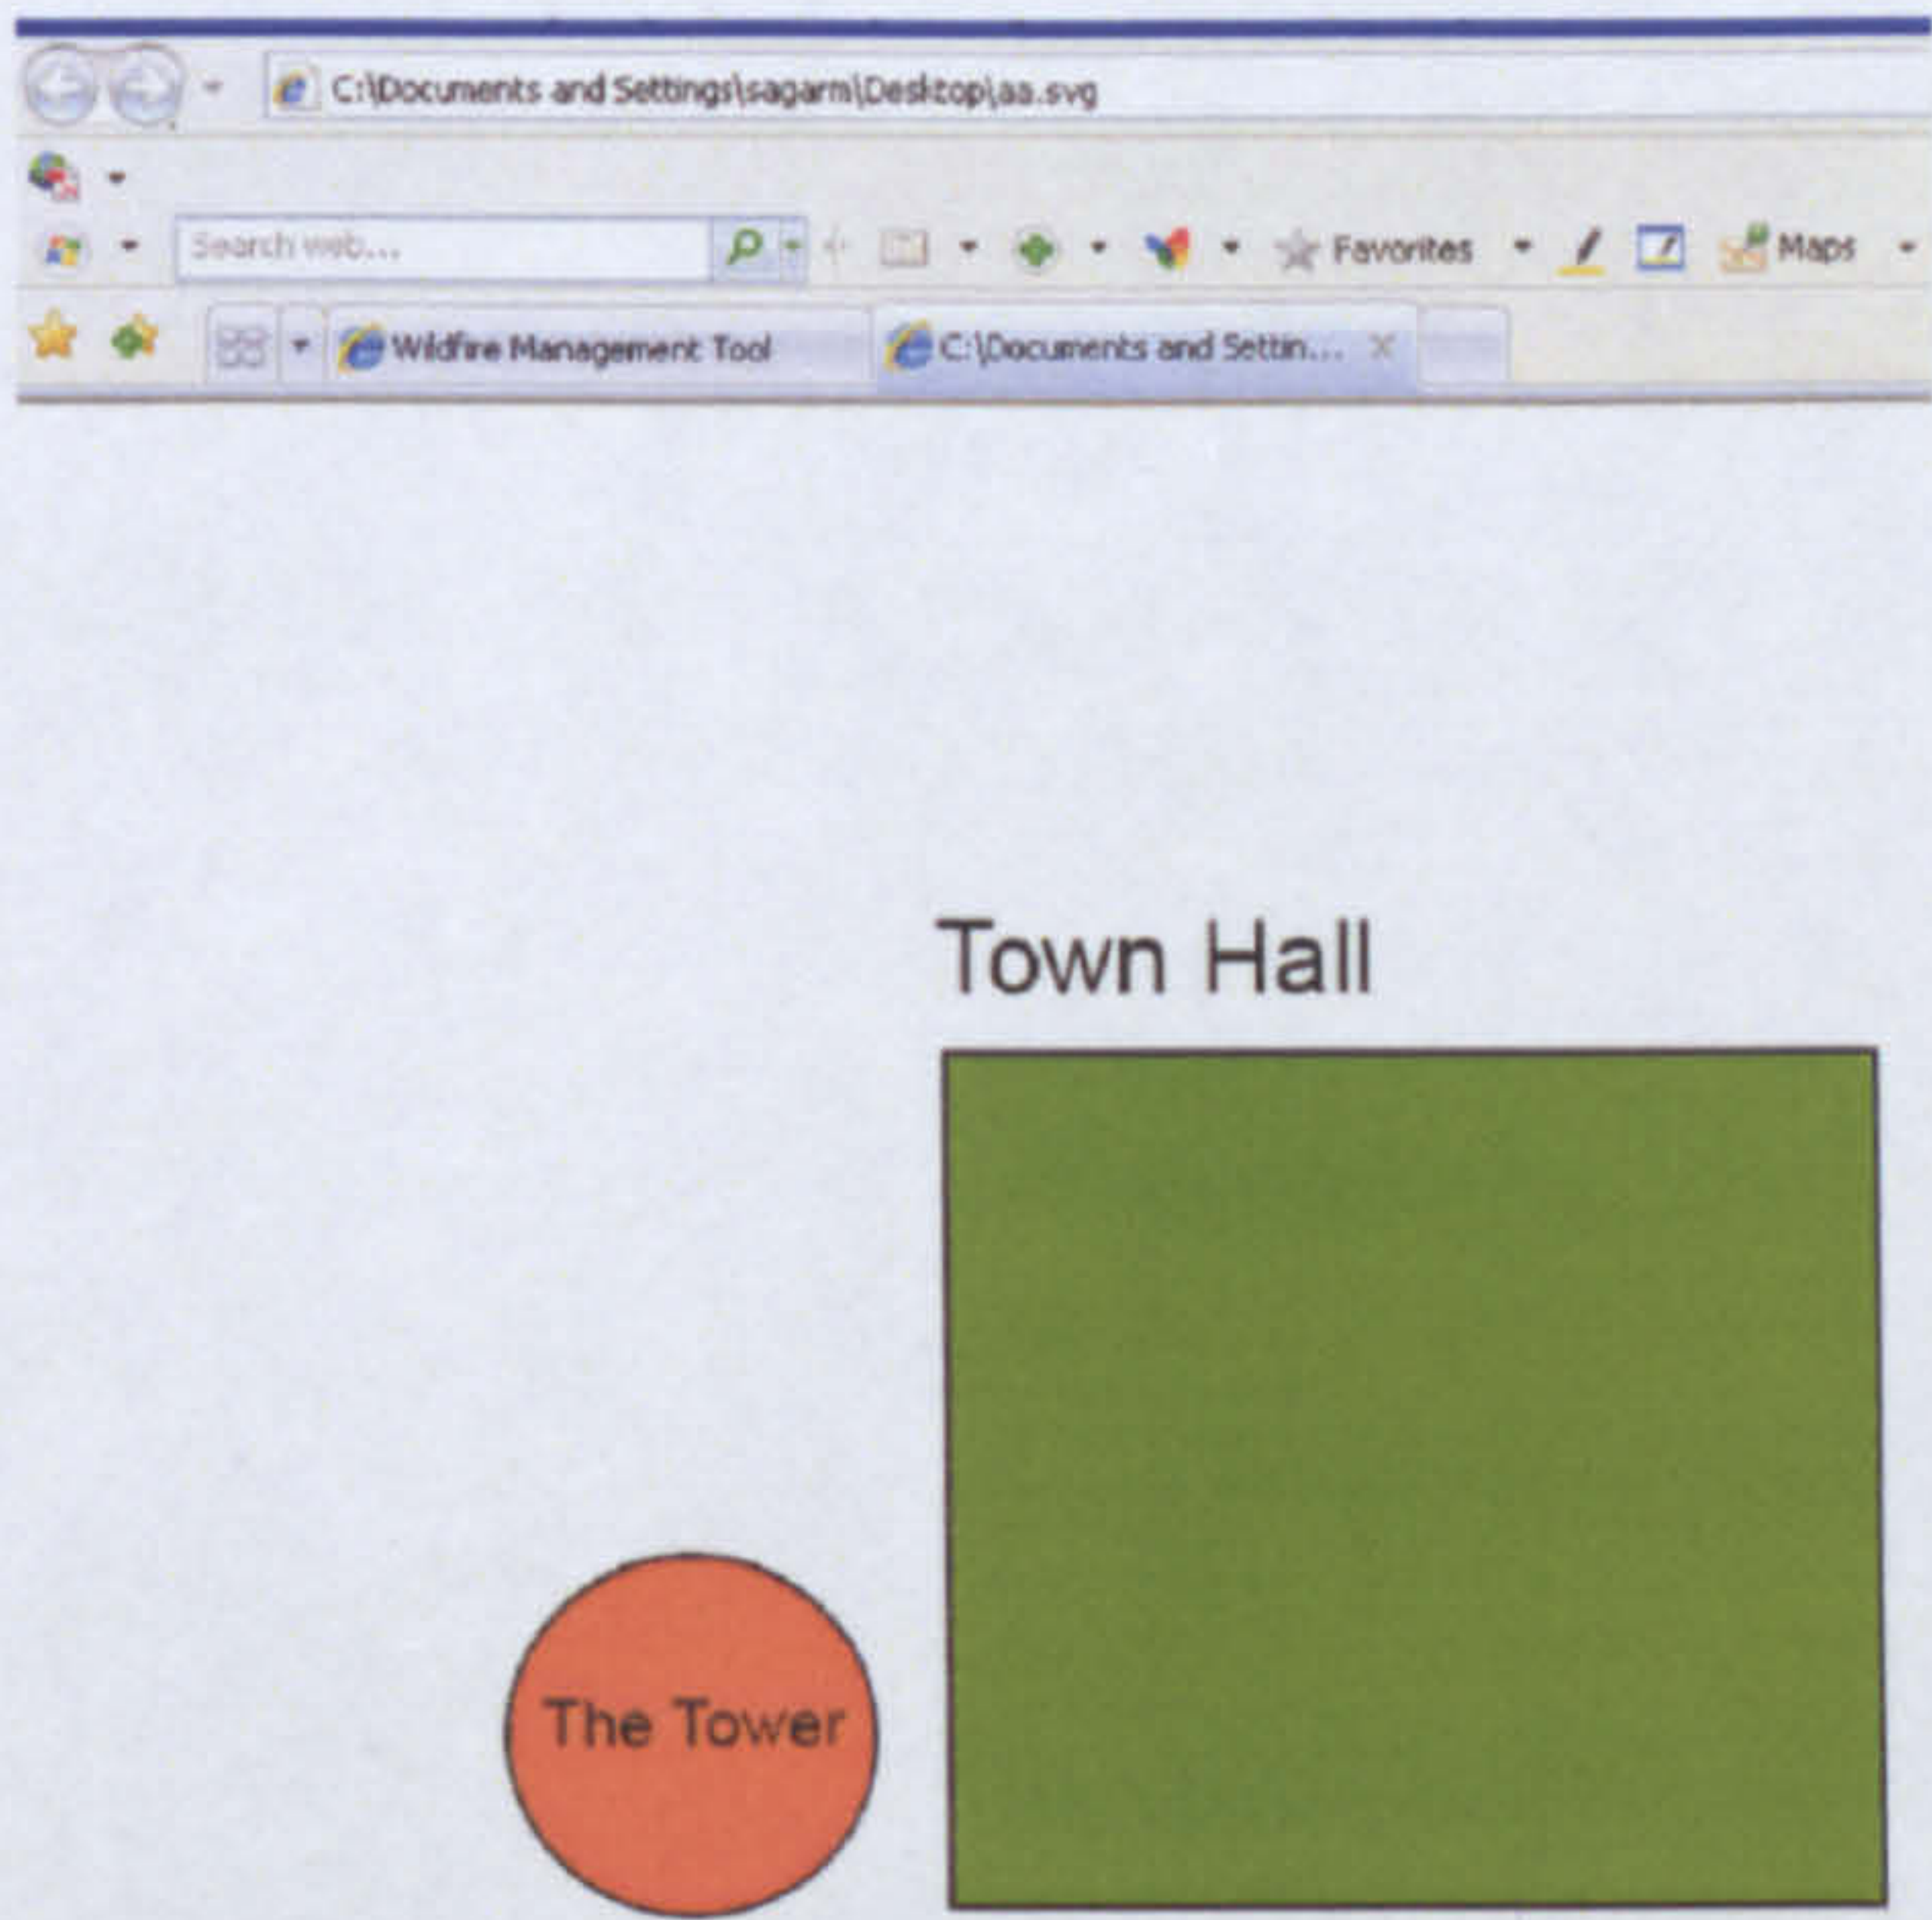 C:\Documents and Settings\sagarm\Desktop\aa.svg
Search web...
Favorites
Maps
Wildfire Management Tool
C:\Documents and Settin...
Town Hall
The Tower